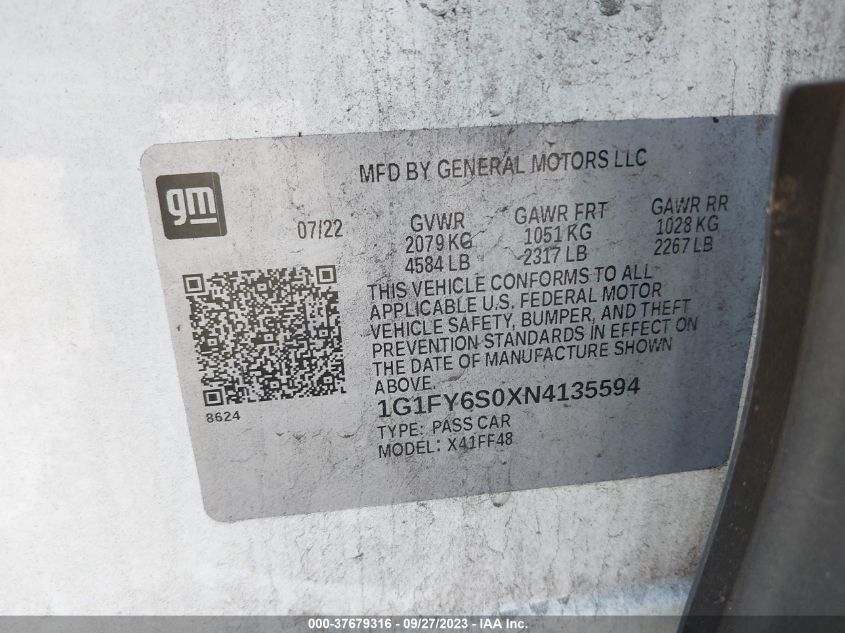 MFD BY GENERAL MOTORS LLC
gm
07/22
GVWR GAWR FRT GAWR RR
2079 KG 1051 KG 1028 KG
4584 LB 2317 LB 2267 LB
THIS VEHICLE CONFORMS TO ALL
APPLICABLE U.S. FEDERAL MOTOR
VEHICLE SAFETY, BUMPER, AND THEFT
PREVENTION STANDARDS IN EFFECT ON
THE DATE OF MANUFACTURE SHOWN
ABOVE.
8624
1G1FY6S0XN4135594
TYPE: PASS CAR
MODEL: X41FF48
000-37679316 - 09/27/2023 - IAA Inc.